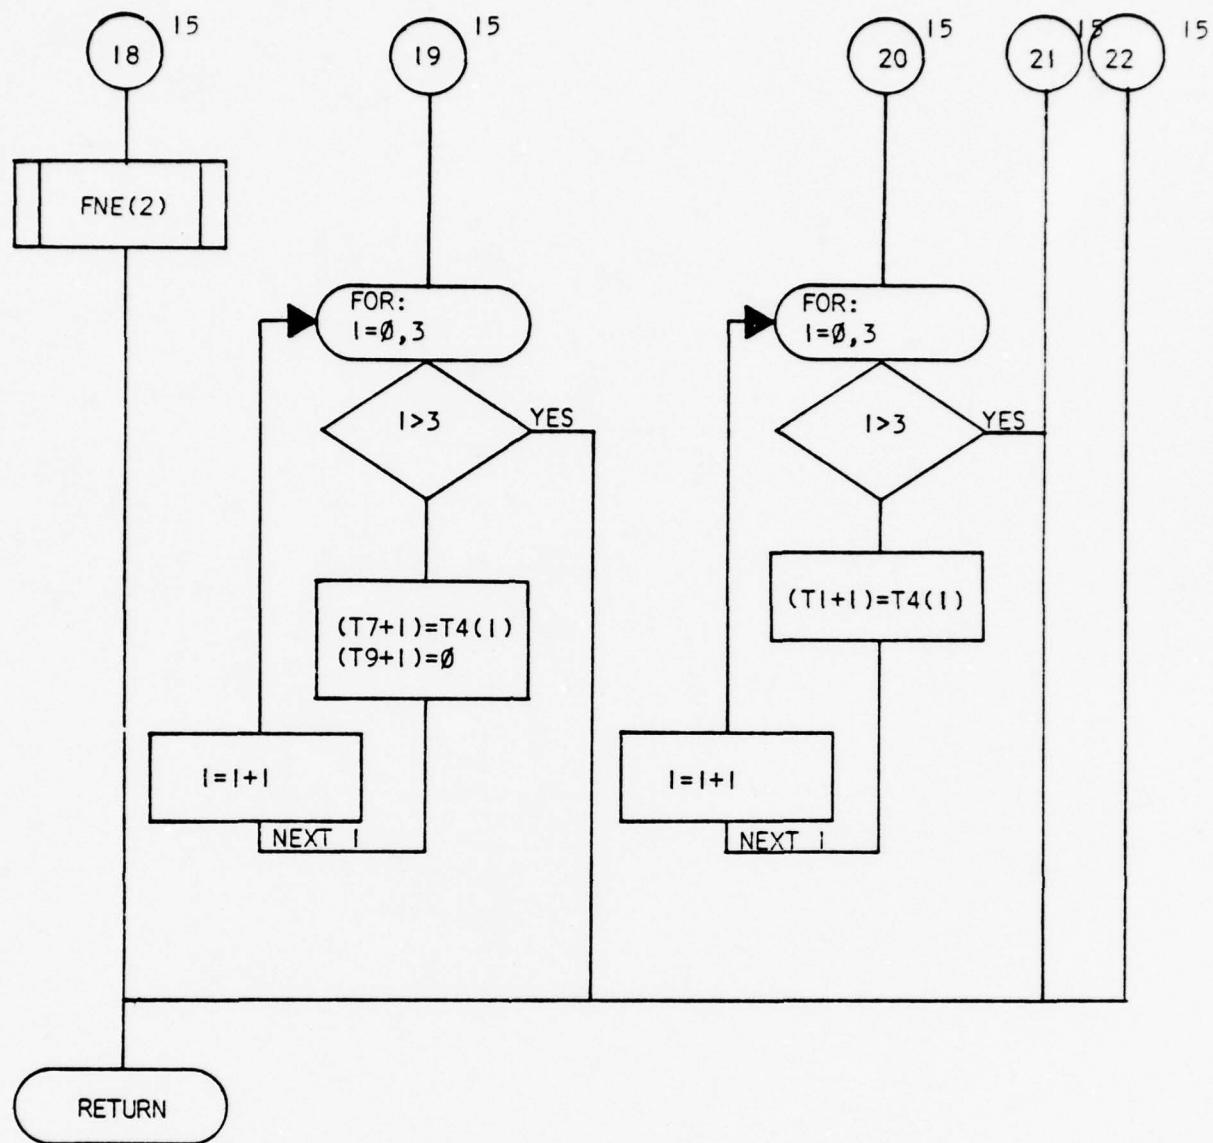 18 15
19 15
20 15
21 15
22 15
FNE(2)
FOR:
I=Ø,3
FOR:
I=Ø,3
I>3
YES
I>3
YES
(T7+I)=T4(I)
(T9+I)=Ø
(T1+I)=T4(I)
I=I+1
NEXT I
I=I+1
NEXT I
RETURN